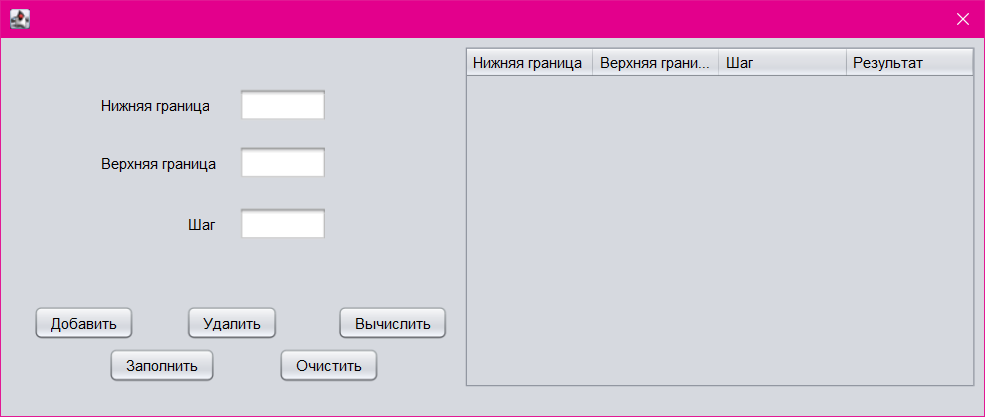 Нижняя граница
Верхняя граница
Шаг
Добавить Удалить Вычислить
Заполнить Очистить
Нижняя граница Верхняя грани... Шаг Результат